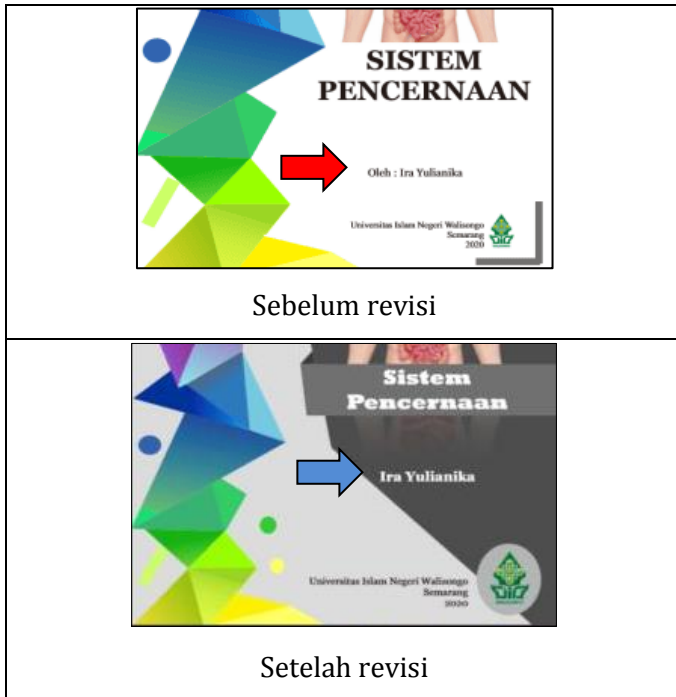 SISTEM
PENCERNAAN
Oleh : Ira Yulianika
Universitas Islam Negeri Walisongo
Semarang
2020
Sebelum revisi
Sistem
Pencernaan
Ira Yulianika
Universitas Islam Negeri Walisongo
Semarang
2020
Setelah revisi